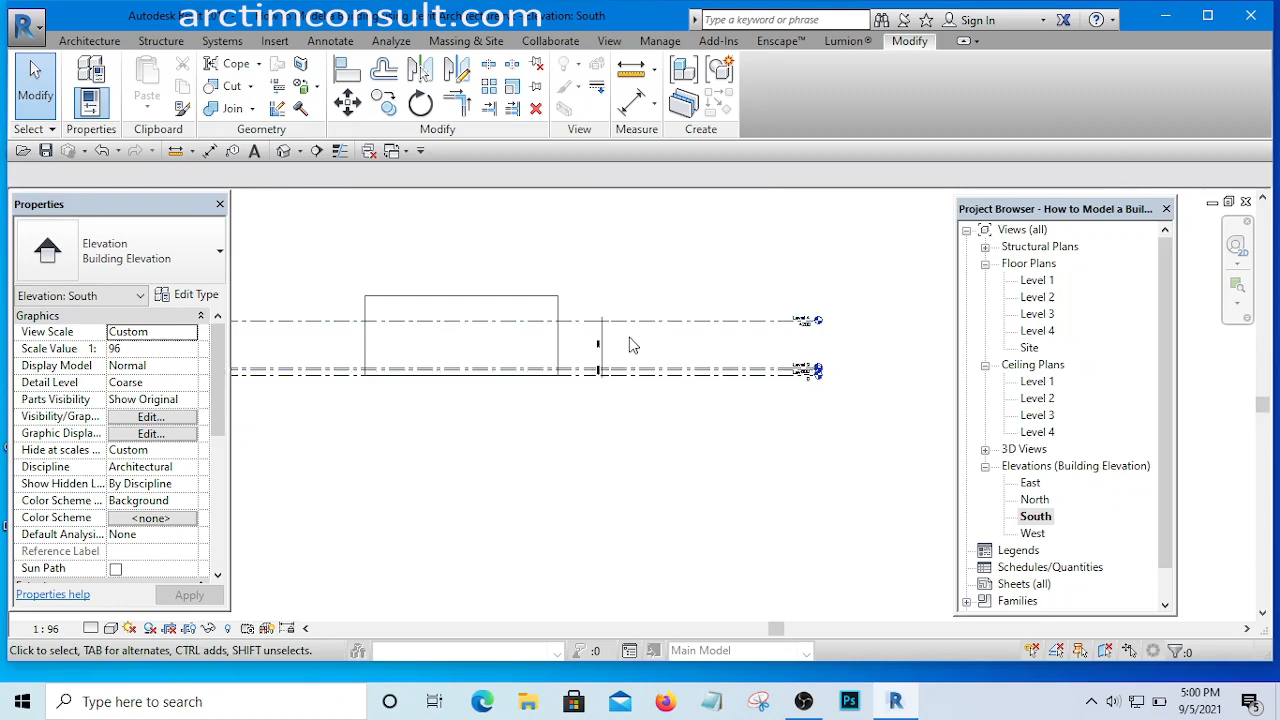 arctimconsult.com
Elevation: South
Type a keyword or phrase
Sign In
Architecture
Structure
Systems
Insert
Annotate
Analyze
Massing & Site
Collaborate
View
Manage
Add-Ins
Enscape™
Lumion®
Modify
Modify
Paste
Cope
Cut
Join
Select
Properties
Clipboard
Geometry
Modify
View
Measure
Create
Properties
Elevation
Building Elevation
Elevation: South
Edit Type
Graphics
View Scale Custom
Scale Value 1: 96
Display Model Normal
Detail Level Coarse
Parts Visibility Show Original
Visibility/Grap... Edit...
Graphic Displa... Edit...
Hide at scales ... Custom
Discipline Architectural
Show Hidden L... By Discipline
Color Scheme ... Background
Color Scheme <none>
Default Analysi... None
Reference Label
Sun Path
Properties help
Apply
Project Browser - How to Model a Buil...
Views (all)
Structural Plans
Floor Plans
Level 1
Level 2
Level 3
Level 4
Site
Ceiling Plans
Level 1
Level 2
Level 3
Level 4
3D Views
Elevations (Building Elevation)
East
North
South
West
Legends
Schedules/Quantities
Sheets (all)
Families
2D
1 : 96
Click to select, TAB for alternates, CTRL adds, SHIFT unselects.
:0
Main Model
:0
Type here to search
5:00 PM
9/5/2021
5